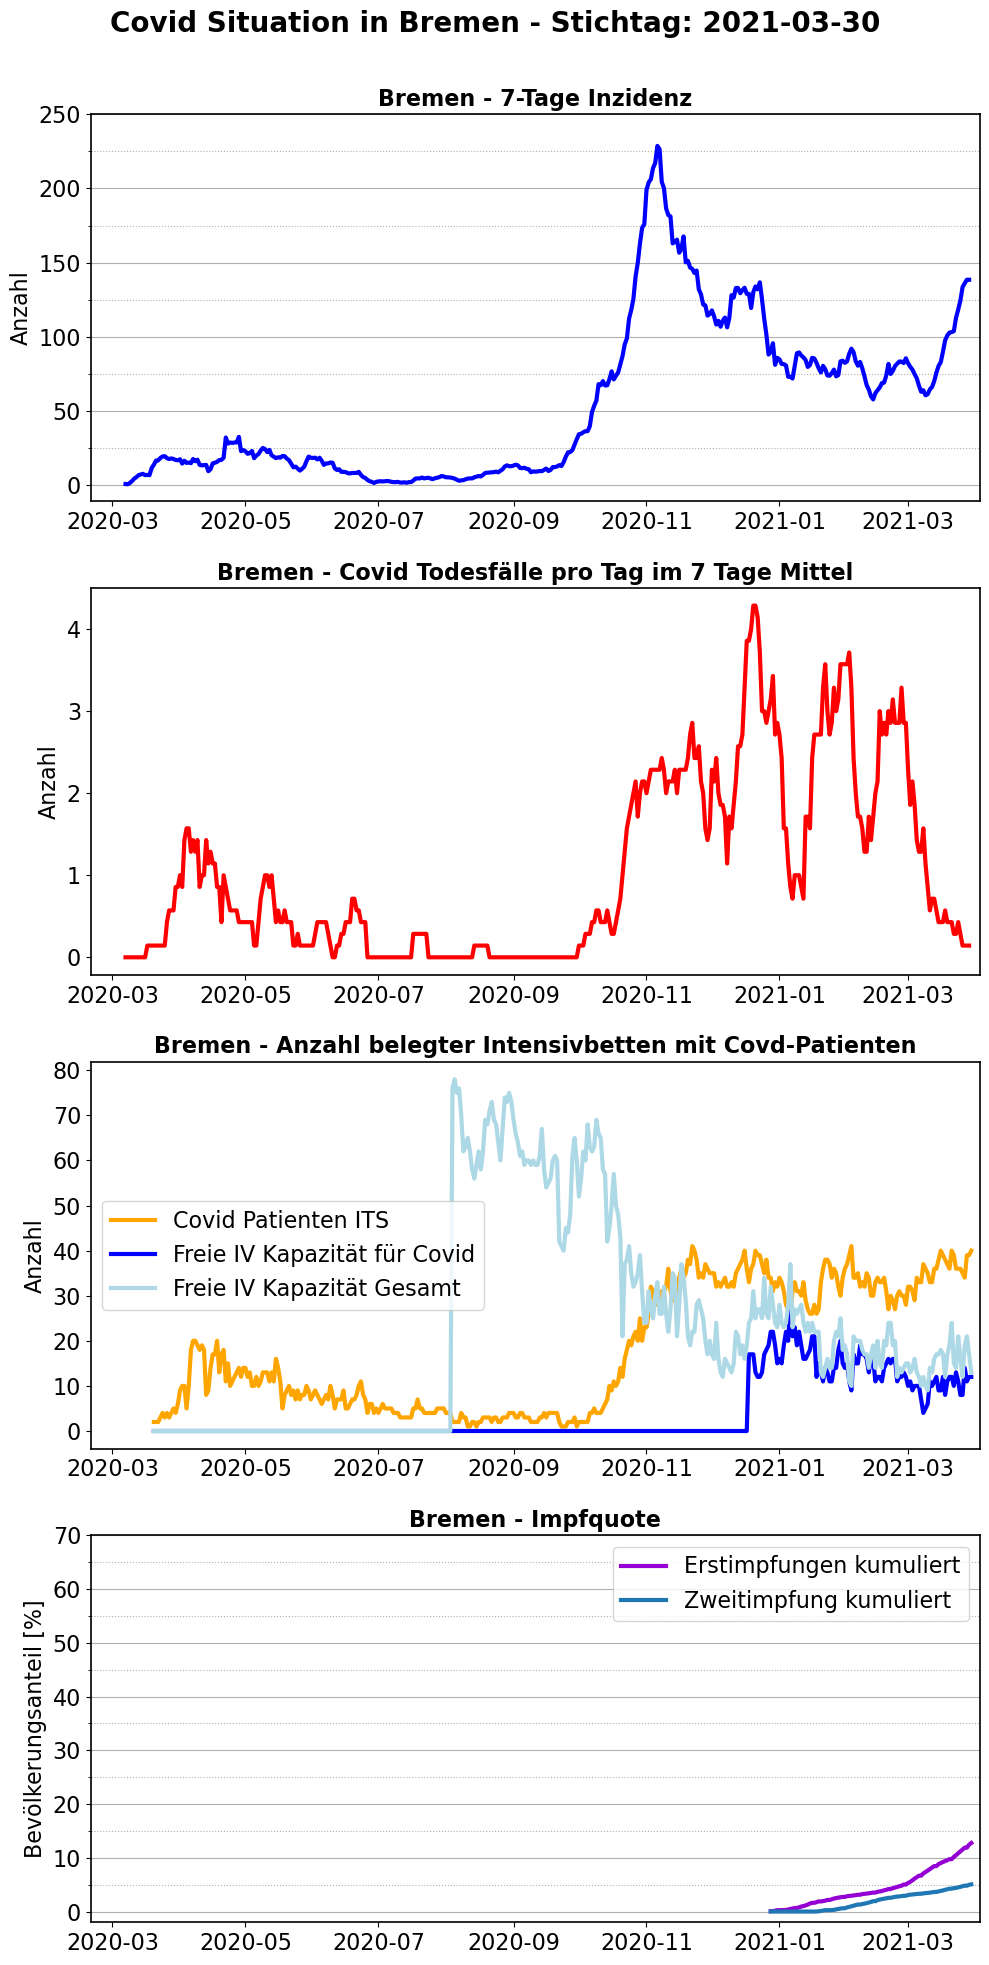 Covid Situation in Bremen - Stichtag: 2021-03-30
Bremen - 7-Tage Inzidenz
Anzahl
250
200
150
100
50
0
2020-03 2020-05 2020-07 2020-09 2020-11 2021-01 2021-03
Bremen - Covid Todesfälle pro Tag im 7 Tage Mittel
Anzahl
4
3
2
1
0
2020-03 2020-05 2020-07 2020-09 2020-11 2021-01 2021-03
Bremen - Anzahl belegter Intensivbetten mit Covd-Patienten
Anzahl
80
70
60
50
40
30
20
10
0
Covid Patienten ITS
Freie IV Kapazität für Covid
Freie IV Kapazität Gesamt
2020-03 2020-05 2020-07 2020-09 2020-11 2021-01 2021-03
Bremen - Impfquote
Bevölkerungsanteil [%]
70
60
50
40
30
20
10
0
Erstimpfungen kumuliert
Zweitimpfung kumuliert
2020-03 2020-05 2020-07 2020-09 2020-11 2021-01 2021-03